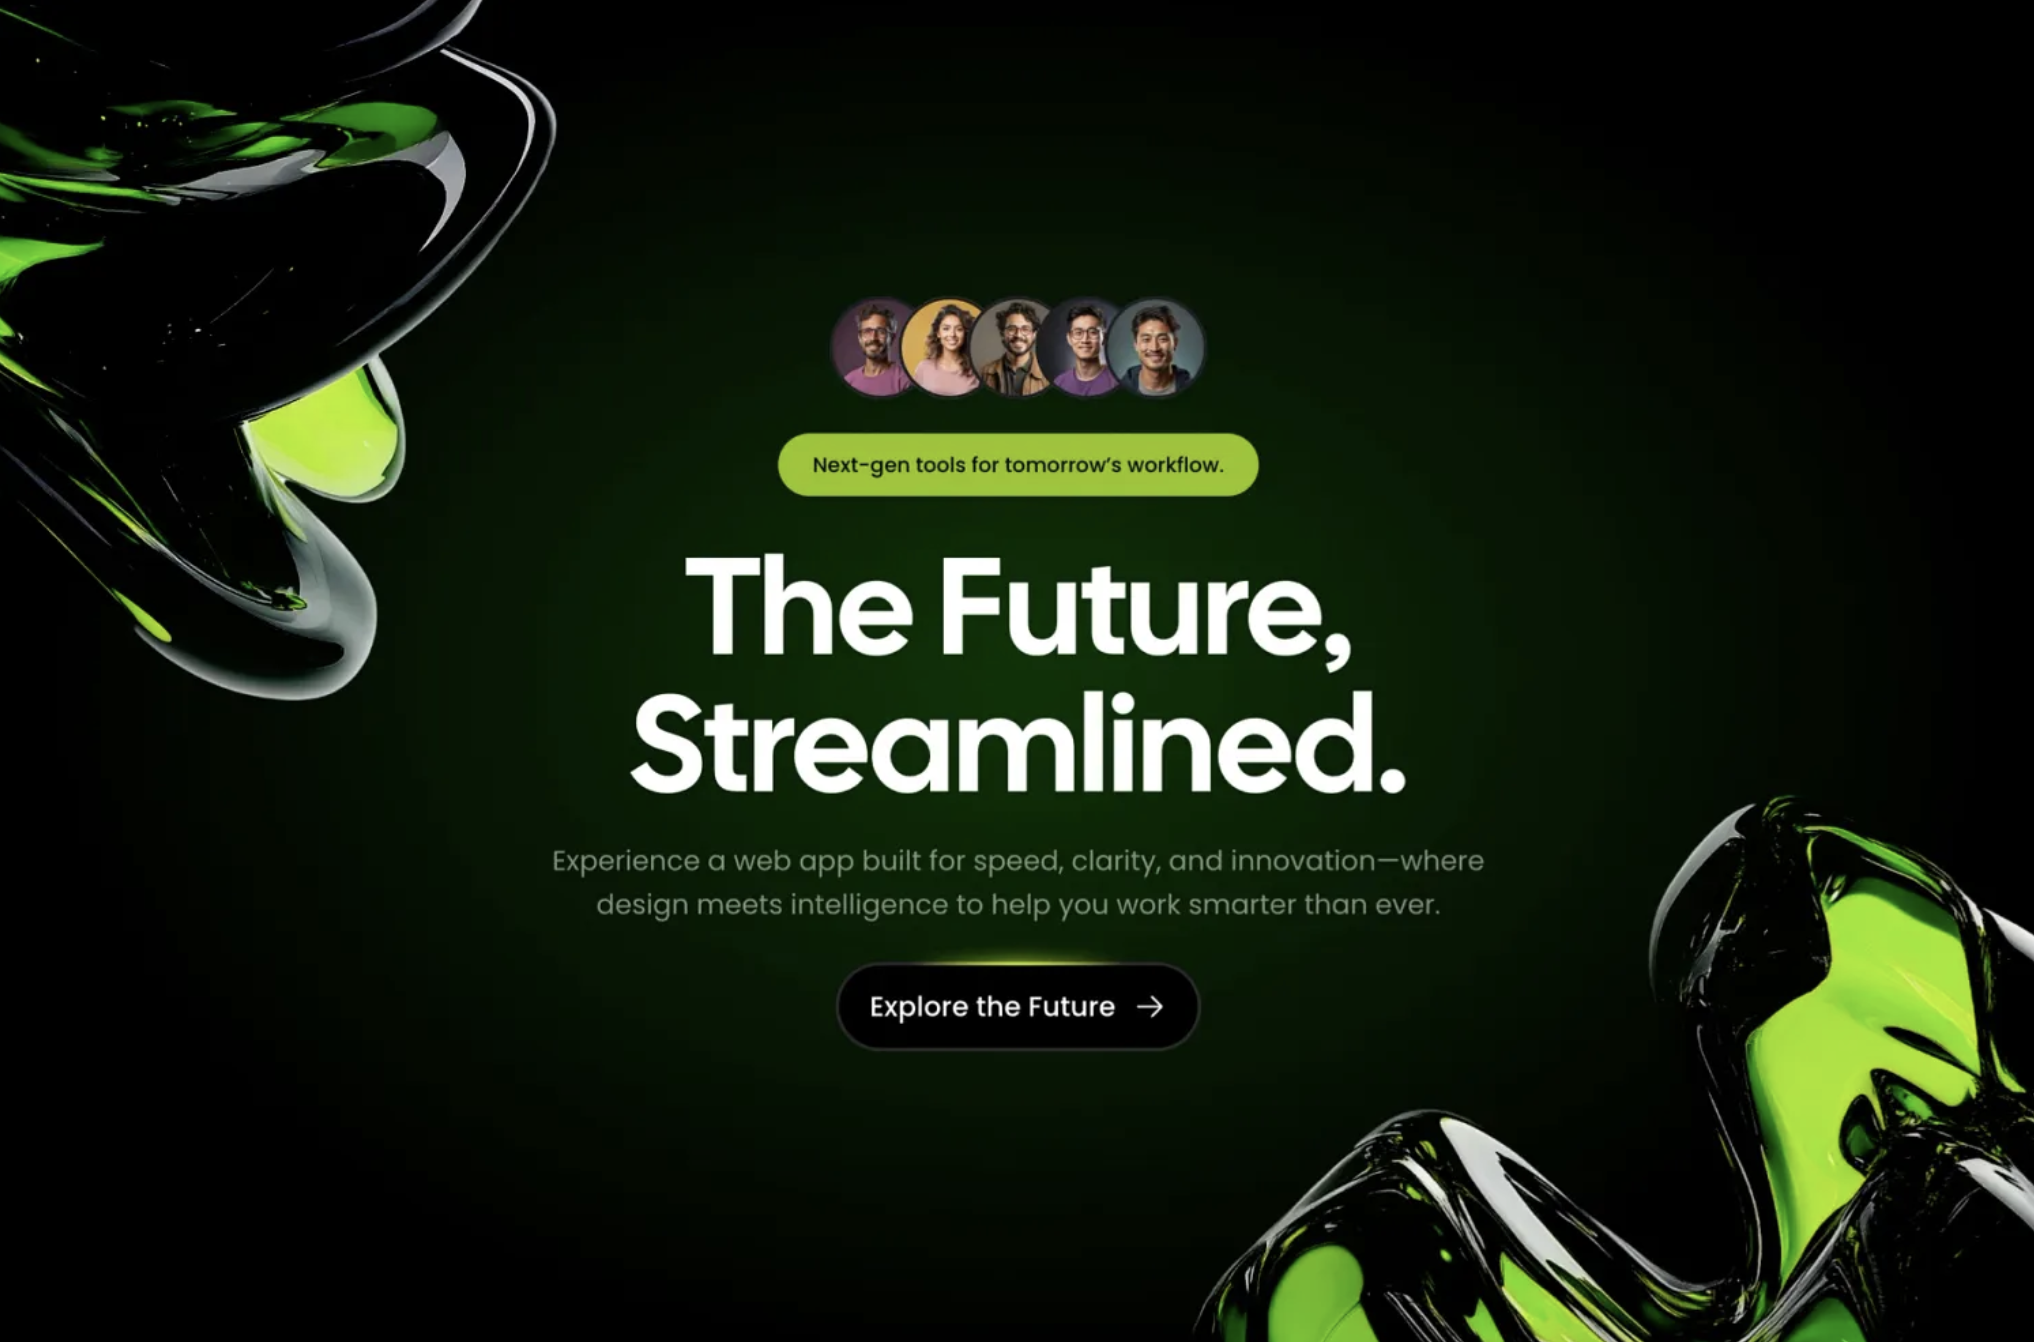 Next-gen tools for tomorrow’s workflow.
The Future,
Streamlined.
Experience a web app built for speed, clarity, and innovation—where
design meets intelligence to help you work smarter than ever.
Explore the Future →